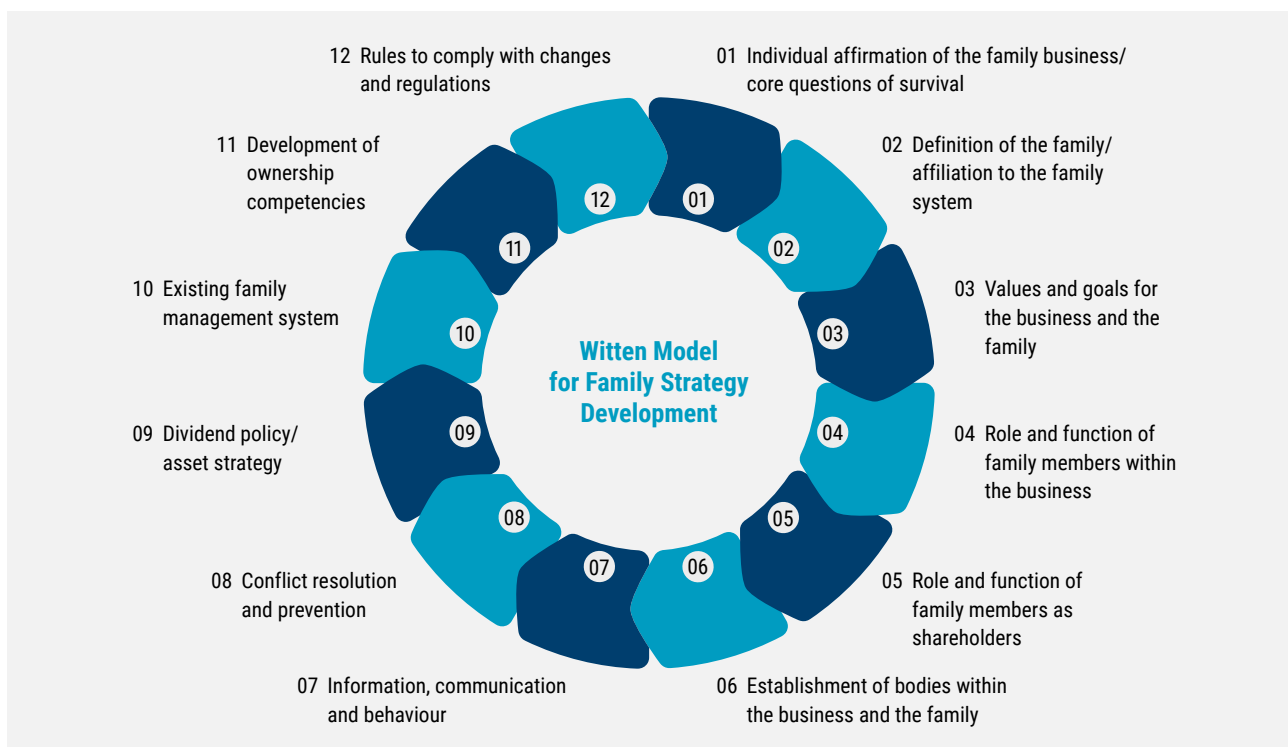 01 Individual affirmation of the family business/
core questions of survival
02 Definition of the family/
affiliation to the family
system
03 Values and goals for
the business and the
family
04 Role and function of
family members within
the business
05 Role and function of
family members as
shareholders
06 Establishment of bodies within
the business and the family
07 Information, communication
and behaviour
08 Conflict resolution
and prevention
09 Dividend policy/
asset strategy
10 Existing family
management system
11 Development of
ownership
competencies
12 Rules to comply with changes
and regulations
01
02
03
04
05
06
07
08
09
10
11
12
Witten Model
for Family Strategy
Development